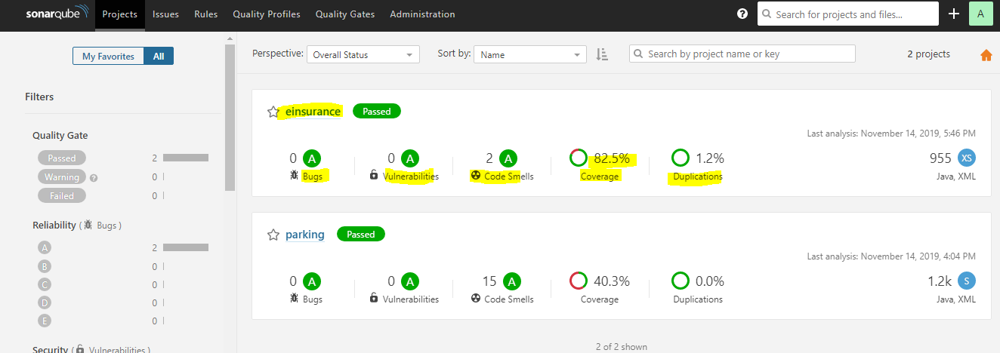 sonarqube Projects Issues Rules Quality Profiles Quality Gates Administration ? Search for projects and files... A
My Favorites All
Perspective: Overall Status Sort by: Name Search by project name or key 2 projects
Filters
Quality Gate
Passed 2
Warning ? 0
Failed 0
Reliability ( Bugs )
A 2
B 0
C 0
D 0
E 0
Security ( Vulnerabilities )
einsurance Passed
Last analysis: November 14, 2019, 5:46 PM
0 A 0 A 2 A 82.5% 1.2% 955 XS
Bugs Vulnerabilities Code Smells Coverage Duplications Java, XML
parking Passed
Last analysis: November 14, 2019, 4:04 PM
0 A 0 A 15 A 40.3% 0.0% 1.2k S
Bugs Vulnerabilities Code Smells Coverage Duplications Java, XML
2 of 2 shown